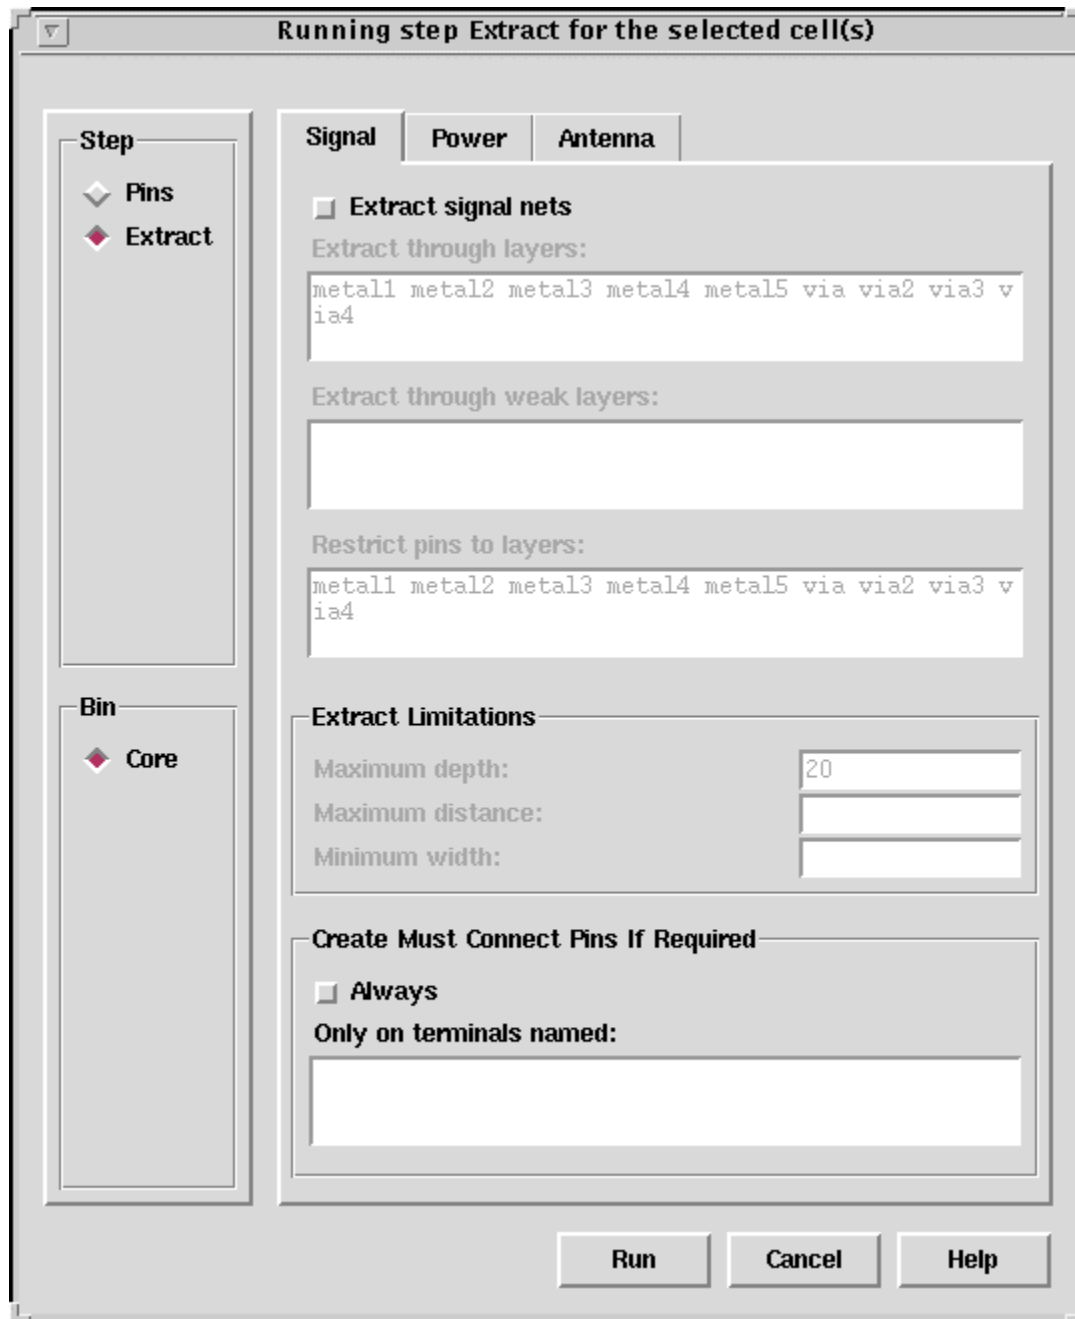 Running step Extract for the selected cell(s)
Step
Pins
Extract
Bin
Core
Signal
Power
Antenna
Extract signal nets
Extract through layers:
metal1 metal2 metal3 metal4 metal5 via via2 via3 v
ia4
Extract through weak layers:
Restrict pins to layers:
metal1 metal2 metal3 metal4 metal5 via via2 via3 v
ia4
Extract Limitations
Maximum depth:
20
Maximum distance:
Minimum width:
Create Must Connect Pins If Required
Always
Only on terminals named:
Run
Cancel
Help